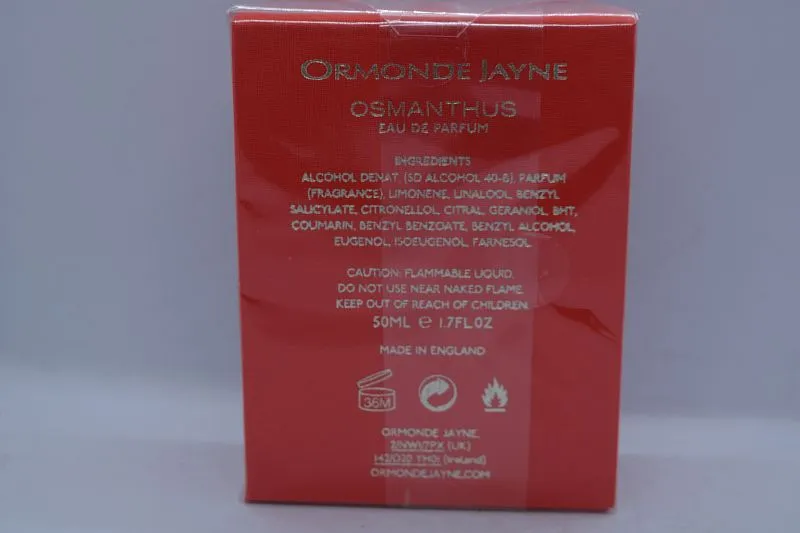 ORMONDE JAYNE
OSMANTHUS
EAU DE PARFUM
INGREDIENTS
ALCOHOL DENAT. (SD ALCOHOL 40-B), PARFUM
(FRAGRANCE), LIMONENE, LINALOOL, BENZYL
SALICYLATE, CITRONELLOL, CITRAL, GERANIOL, BHT,
COUMARIN, BENZYL BENZOATE, BENZYL ALCOHOL,
EUGENOL, ISOEUGENOL, FARNESOL
CAUTION: FLAMMABLE LIQUID.
DO NOT USE NEAR NAKED FLAME.
KEEP OUT OF REACH OF CHILDREN.
50ML ℮ 1.7FL.OZ
MADE IN ENGLAND
36M
ORMONDE JAYNE,
(UK)
(Ireland)
ORMONDEJAYNE.COM